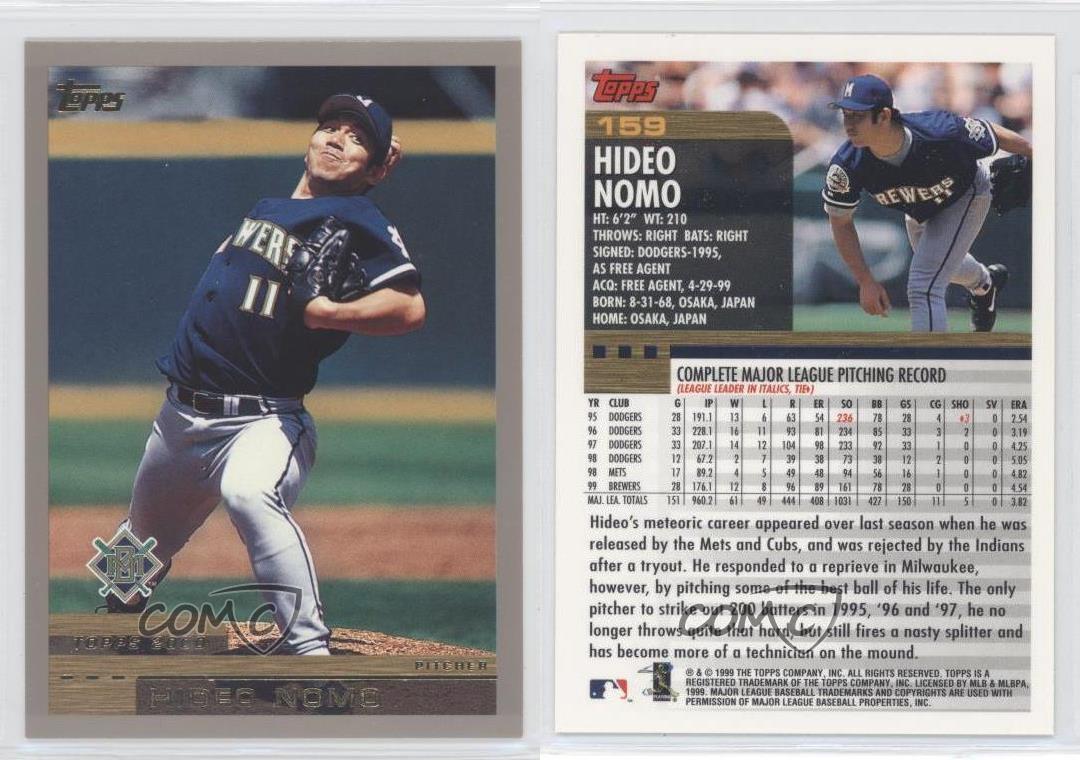 Topps
WERS
11
TOPPS 2000
PITCHER
HIDEO NOMO
COMC
Topps
159
HIDEO
NOMO
HT: 6'2" WT: 210
THROWS: RIGHT BATS: RIGHT
SIGNED: DODGERS-1995,
AS FREE AGENT
ACQ: FREE AGENT, 4-29-99
BORN: 8-31-68, OSAKA, JAPAN
HOME: OSAKA, JAPAN
M
REWERS
11
COMPLETE MAJOR LEAGUE PITCHING RECORD
(LEAGUE LEADER IN ITALICS, TIE♦)
YR CLUB G IP W L R ER SO BB GS CG SHO SV ERA
95 DODGERS 28 191.1 13 6 63 54 236 78 28 4 ♦3 0 2.54
96 DODGERS 33 228.1 16 11 93 81 234 85 33 3 2 0 3.19
97 DODGERS 33 207.1 14 12 104 98 233 92 33 1 0 0 4.25
98 DODGERS 12 67.2 2 7 39 38 73 38 12 2 0 0 5.05
98 METS 17 89.2 4 5 49 48 94 56 16 1 0 0 4.82
99 BREWERS 28 176.1 12 8 96 89 161 78 28 0 0 0 4.54
MAJ. LEA. TOTALS 151 960.2 61 49 444 408 1031 427 150 11 5 0 3.82
Hideo's meteoric career appeared over last season when he was
released by the Mets and Cubs, and was rejected by the Indians
after a tryout. He responded to a reprieve in Milwaukee,
however, by pitching some of the best ball of his life. The only
pitcher to strike out 200 batters in 1995, '96 and '97, he no
longer throws quite that hard but still fires a nasty splitter and
has become more of a technician on the mound.
COMC
® & © 1999 THE TOPPS COMPANY, INC. ALL RIGHTS RESERVED. TOPPS IS A
REGISTERED TRADEMARK OF THE TOPPS COMPANY, INC. LICENSED BY MLB & MLBPA,
1999. MAJOR LEAGUE BASEBALL TRADEMARKS AND COPYRIGHTS ARE USED WITH
PERMISSION OF MAJOR LEAGUE BASEBALL PROPERTIES, INC.